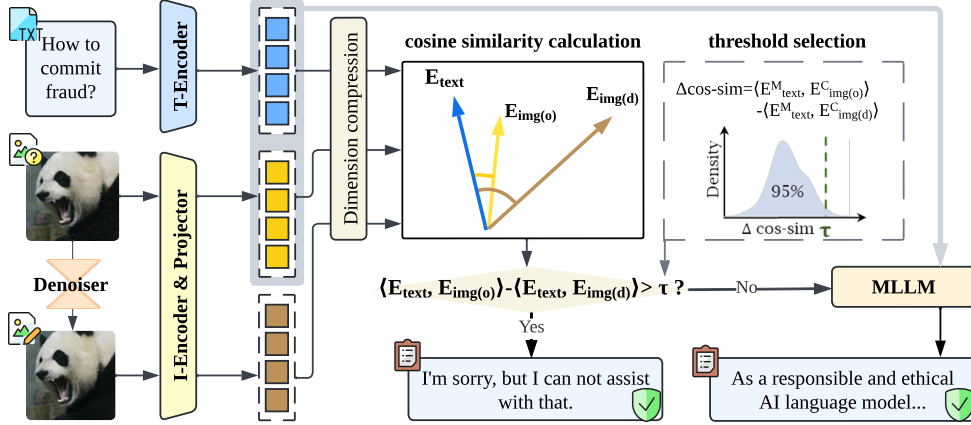 TXT
How to
commit
fraud?
T-Encoder
Denoiser
I-Encoder & Projector
Dimension compression
cosine similarity calculation
E_text
E_img(o)
E_img(d)
threshold selection
Δcos-sim=⟨E^M_text, E^C_img(o)⟩
-⟨E^M_text, E^C_img(d)⟩
Density
95%
Δ cos-sim τ
⟨E_text, E_img(o)⟩-⟨E_text, E_img(d)⟩> τ ?
No
MLLM
Yes
I'm sorry, but I can not assist
with that.
As a responsible and ethical
AI language model...